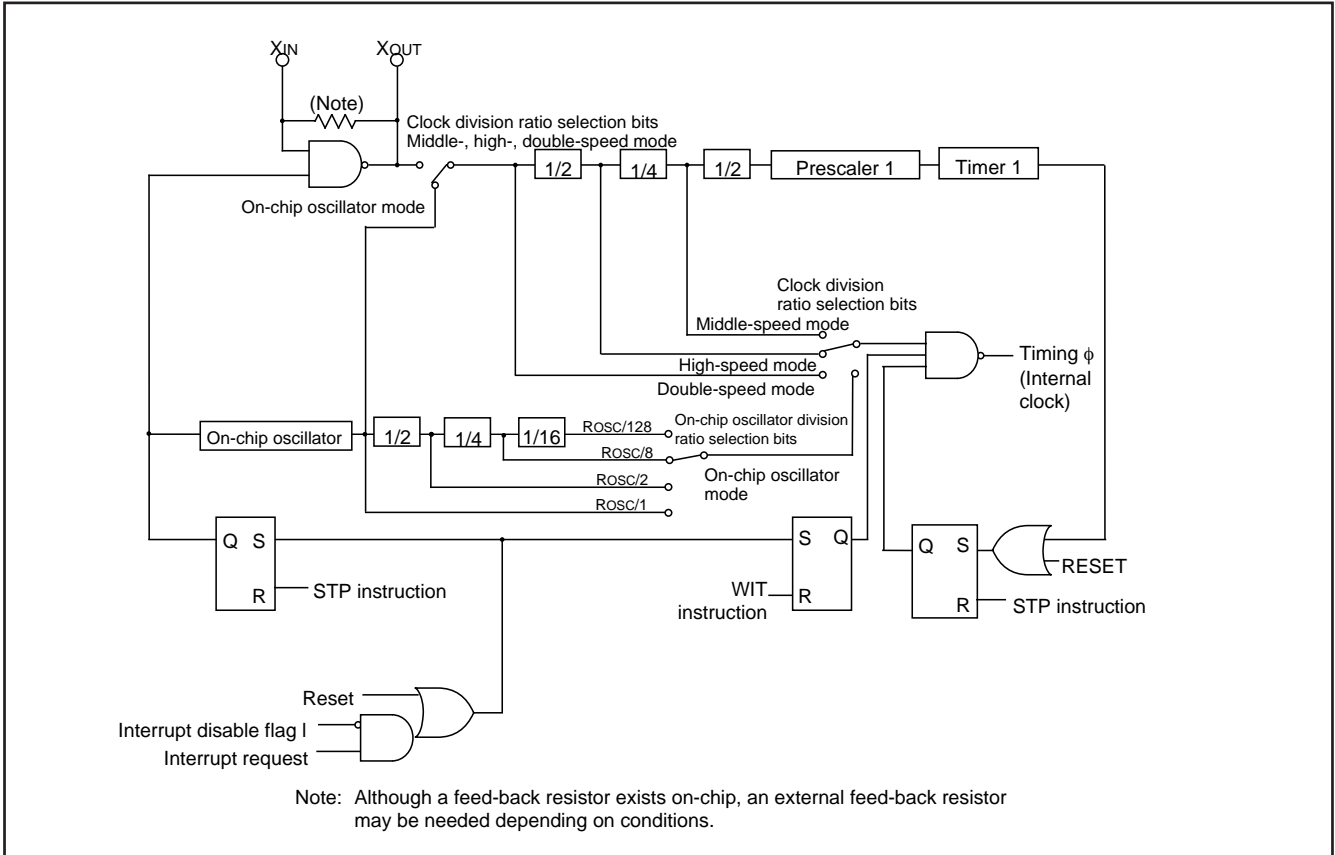 XIN
XOUT
(Note)
Clock division ratio selection bits
Middle-, high-, double-speed mode
1/2
1/4
1/2
Prescaler 1
Timer 1
On-chip oscillator mode
Clock division
ratio selection bits
Middle-speed mode
High-speed mode
Double-speed mode
Timing ϕ
(Internal
clock)
On-chip oscillator
1/2
1/4
1/16
ROSC/128
ROSC/8
ROSC/2
ROSC/1
On-chip oscillator division
ratio selection bits
On-chip oscillator
mode
Q S
R
STP instruction
S Q
R
WIT
instruction
Q S
R
RESET
STP instruction
Reset
Interrupt disable flag I
Interrupt request
Note: Although a feed-back resistor exists on-chip, an external feed-back resistor
may be needed depending on conditions.